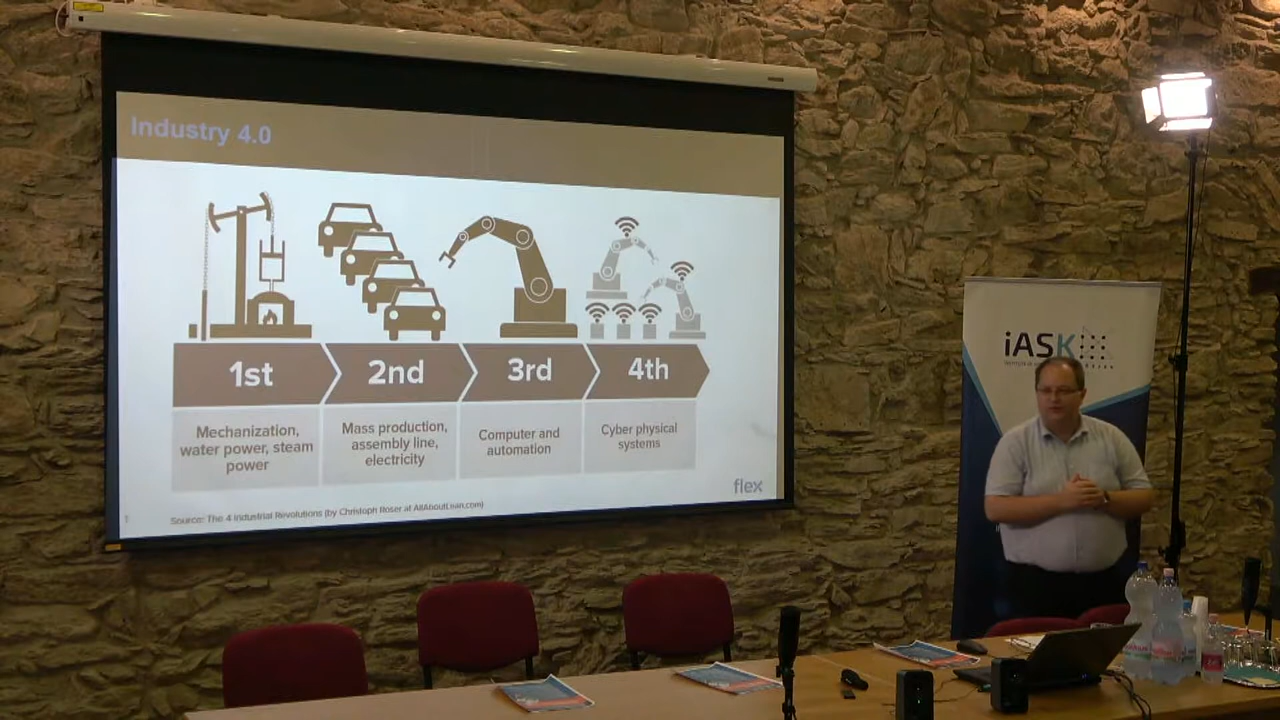 Industry 4.0
1st
2nd
3rd
4th
Mechanization,
water power, steam
power
Mass production,
assembly line,
electricity
Computer and
automation
Cyber physical
systems
flex
Source: The 4 Industrial Revolutions (by Christoph Roser at AllAboutLean.com)
iASK